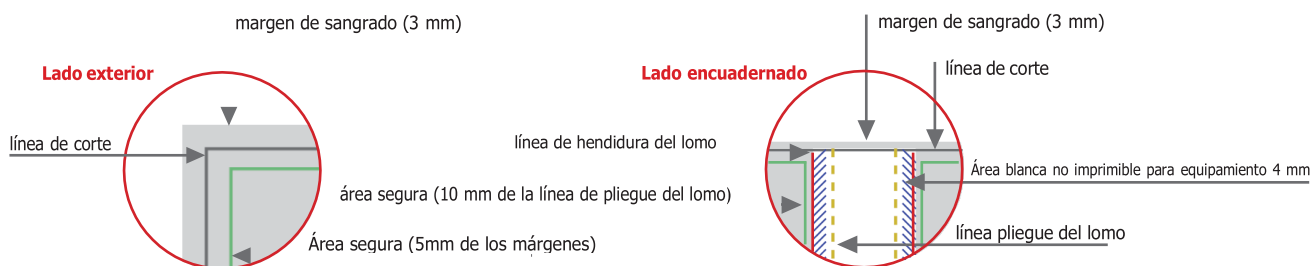 margen de sangrado (3 mm)
Lado exterior
línea de corte
Área segura (5mm de los márgenes)
margen de sangrado (3 mm)
Lado encuadernado
línea de corte
línea de hendidura del lomo
Área blanca no imprimible para equipamiento 4 mm
área segura (10 mm de la línea de pliegue del lomo)
línea pliegue del lomo